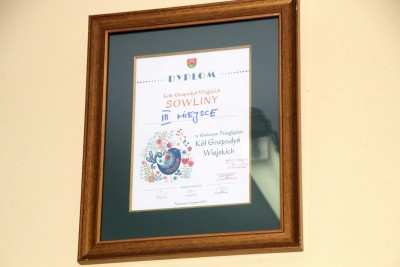 DYPLOM
Koło Gospodyń Wiejskich
SOWLINY
III MIEJSCE
w Gminnym Przeglądzie
Kół Gospodyń
Wiejskich